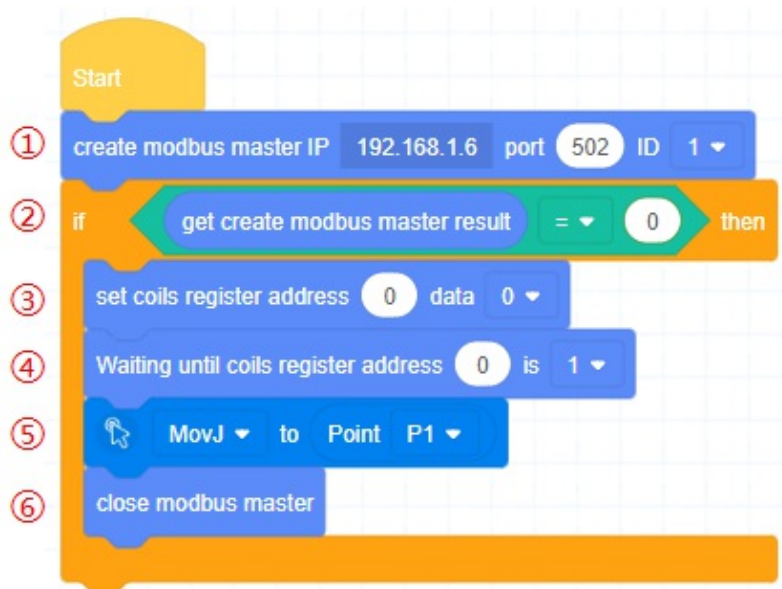 Start
① create modbus master IP 192.168.1.6 port 502 ID 1
② if get create modbus master result = 0 then
③ set coils register address 0 data 0
④ Waiting until coils register address 0 is 1
⑤ MovJ to Point P1
⑥ close modbus master